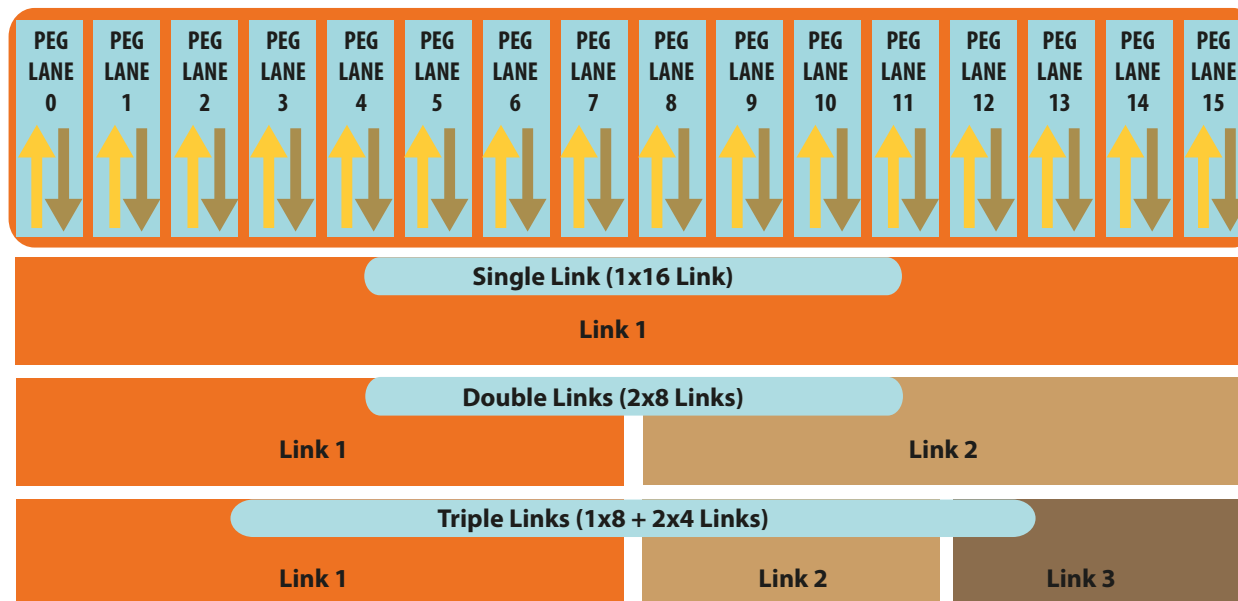 PEG LANE 0
PEG LANE 1
PEG LANE 2
PEG LANE 3
PEG LANE 4
PEG LANE 5
PEG LANE 6
PEG LANE 7
PEG LANE 8
PEG LANE 9
PEG LANE 10
PEG LANE 11
PEG LANE 12
PEG LANE 13
PEG LANE 14
PEG LANE 15
Single Link (1x16 Link)
Link 1
Double Links (2x8 Links)
Link 1
Link 2
Triple Links (1x8 + 2x4 Links)
Link 1
Link 2
Link 3